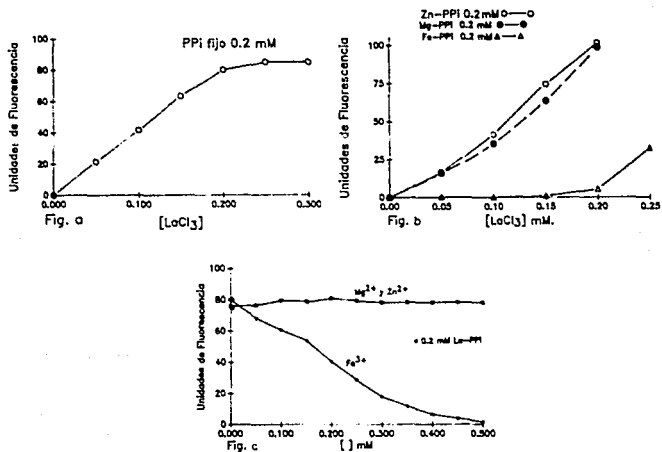 PPi fijo 0.2 mM
Unidades de Fluorescencia
100
80
60
40
20
0
0.000 0.100 0.200 0.300
Fig. a [LaCl3]
Zn-PPi 0.2 mM
Mg-PPi 0.2 mM
Fe-PPi 0.2 mM
Unidades de Fluorescencia
100
75
50
25
0
0.00 0.05 0.10 0.15 0.20 0.25
Fig. b [LaCl3] mM.
Unidades de Fluorescencia
100
80
60
40
20
0
Mg2+ y Zn2+
+ 0.2 mM La-PPi
Fe3+
0.000 0.100 0.200 0.300 0.400 0.500
Fig. c [ ] mM